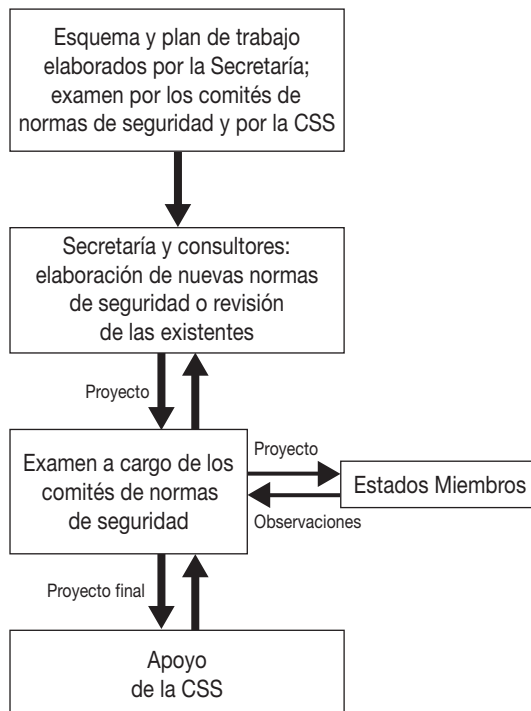 Esquema y plan de trabajo
elaborados por la Secretaría;
examen por los comités de
normas de seguridad y por la CSS
Secretaría y consultores:
elaboración de nuevas normas
de seguridad o revisión
de las existentes
Proyecto
Examen a cargo de los
comités de normas
de seguridad
Proyecto
Estados Miembros
Observaciones
Proyecto final
Apoyo
de la CSS